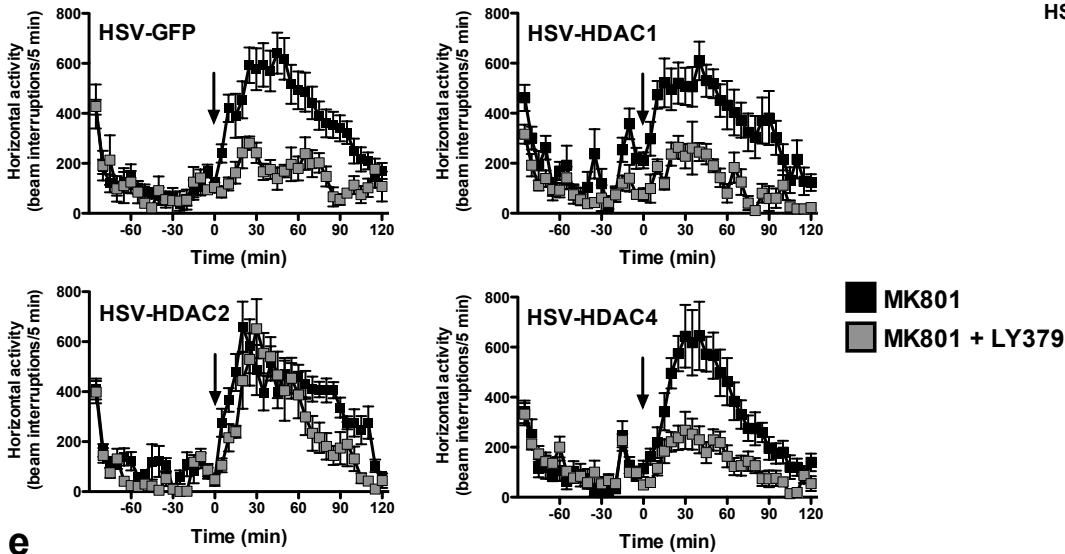 HS
HSV-GFP
Horizontal activity
(beam interruptions/5 min)
800
600
400
200
0
-60 -30 0 30 60 90 120
Time (min)
HSV-HDAC1
Horizontal activity
(beam interruptions/5 min)
800
600
400
200
0
-60 -30 0 30 60 90 120
Time (min)
HSV-HDAC2
Horizontal activity
(beam interruptions/5 min)
800
600
400
200
0
-60 -30 0 30 60 90 120
Time (min)
HSV-HDAC4
Horizontal activity
(beam interruptions/5 min)
800
600
400
200
0
-60 -30 0 30 60 90 120
Time (min)
MK801
MK801 + LY379
e